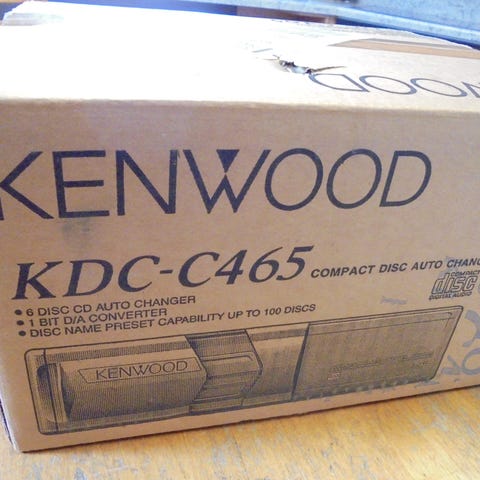 KENWOOD
KENWOOD
KDC-C465 COMPACT DISC AUTO
• 6 DISC CD AUTO CHANGER
• 1 BIT D/A CONVERTER
• DISC NAME PRESET CAPABILITY UP TO 100 DISCS
COMPACT
disc
DIGITAL AUDIO
KENWOOD